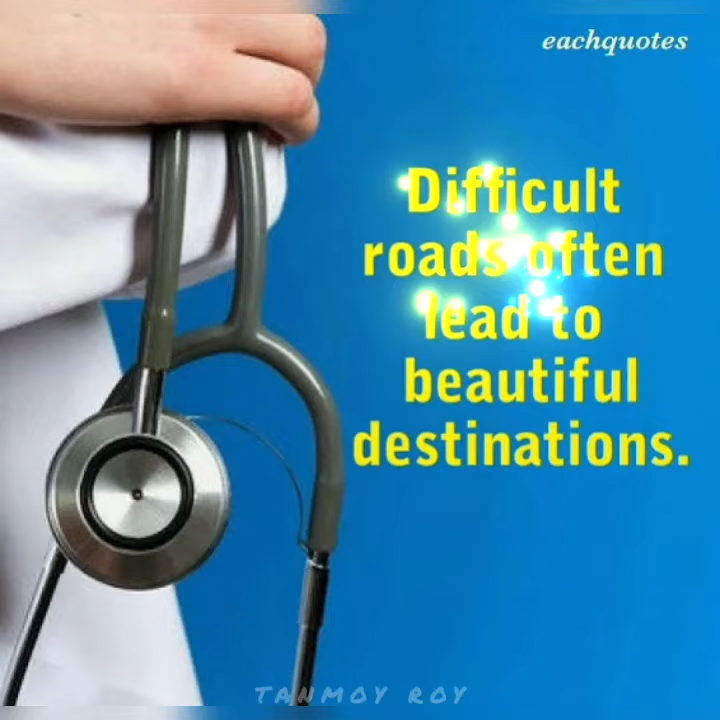 eachquotes
Difficult
roads often
lead to
beautiful
destinations.
TANMOY ROY